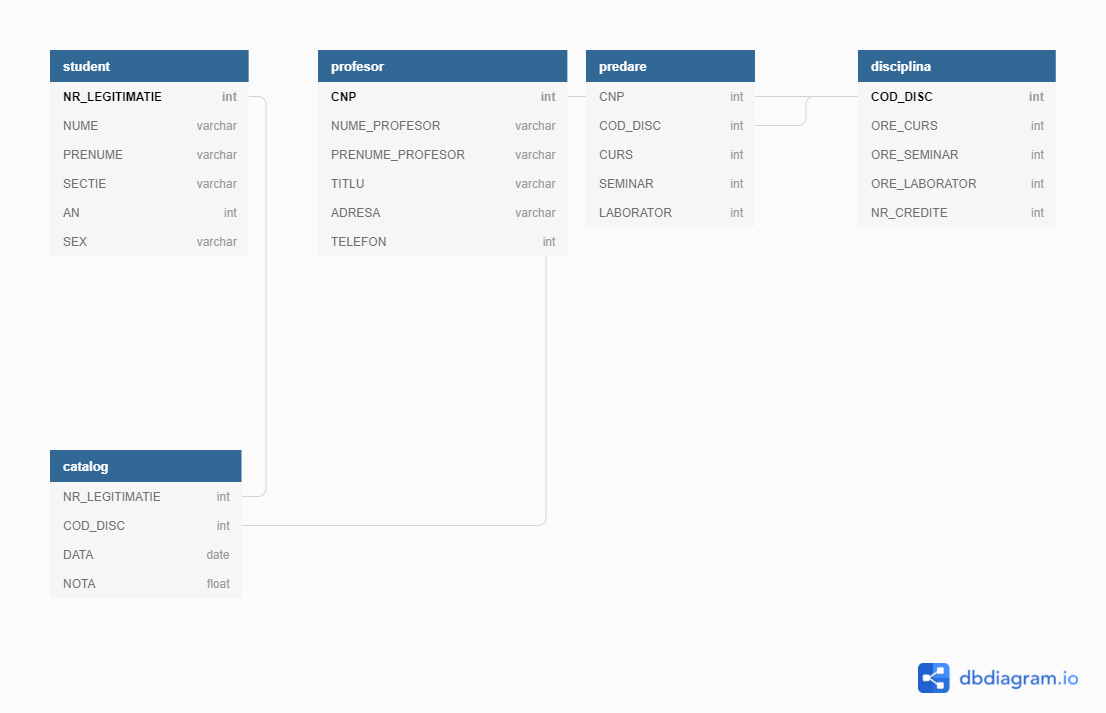 student
NR_LEGITIMATIE int
NUME varchar
PRENUME varchar
SECTIE varchar
AN int
SEX varchar
profesor
CNP int
NUME_PROFESOR varchar
PRENUME_PROFESOR varchar
TITLU varchar
ADRESA varchar
TELEFON int
predare
CNP int
COD_DISC int
CURS int
SEMINAR int
LABORATOR int
disciplina
COD_DISC int
ORE_CURS int
ORE_SEMINAR int
ORE_LABORATOR int
NR_CREDITE int
catalog
NR_LEGITIMATIE int
COD_DISC int
DATA date
NOTA float
dbdiagram.io